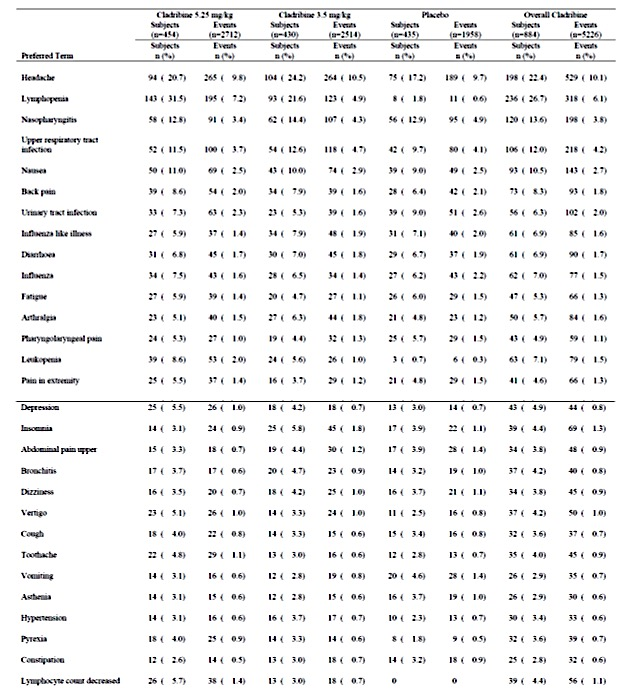 Cladribine 5.25 mg/kg Cladribine 3.5 mg/kg Placebo Overall Cladribine
Subjects Events Subjects Events Subjects Events Subjects Events
(n=454) (n=2712) (n=430) (n=2514) (n=435) (n=1958) (n=884) (n=5226)
Subjects Events Subjects Events Subjects Events Subjects Events
Preferred Term n (%) n (%) n (%) n (%) n (%) n (%) n (%) n (%)
Headache 94 ( 20.7) 265 ( 9.8) 104 ( 24.2) 264 ( 10.5) 75 ( 17.2) 189 ( 9.7) 198 ( 22.4) 529 ( 10.1)
Lymphopenia 143 ( 31.5) 195 ( 7.2) 93 ( 21.6) 123 ( 4.9) 8 ( 1.8) 11 ( 0.6) 236 ( 26.7) 318 ( 6.1)
Nasopharyngitis 58 ( 12.8) 91 ( 3.4) 62 ( 14.4) 107 ( 4.3) 56 ( 12.9) 95 ( 4.9) 120 ( 13.6) 198 ( 3.8)
Upper respiratory tract
infection 52 ( 11.5) 100 ( 3.7) 54 ( 12.6) 118 ( 4.7) 42 ( 9.7) 80 ( 4.1) 106 ( 12.0) 218 ( 4.2)
Nausea 50 ( 11.0) 69 ( 2.5) 43 ( 10.0) 74 ( 2.9) 39 ( 9.0) 49 ( 2.5) 93 ( 10.5) 143 ( 2.7)
Back pain 39 ( 8.6) 54 ( 2.0) 34 ( 7.9) 39 ( 1.6) 28 ( 6.4) 42 ( 2.1) 73 ( 8.3) 93 ( 1.8)
Urinary tract infection 33 ( 7.3) 63 ( 2.3) 23 ( 5.3) 39 ( 1.6) 39 ( 9.0) 51 ( 2.6) 56 ( 6.3) 102 ( 2.0)
Influenza like illness 27 ( 5.9) 37 ( 1.4) 34 ( 7.9) 48 ( 1.9) 31 ( 7.1) 40 ( 2.0) 61 ( 6.9) 85 ( 1.6)
Diarrhoea 31 ( 6.8) 45 ( 1.7) 30 ( 7.0) 45 ( 1.8) 29 ( 6.7) 37 ( 1.9) 61 ( 6.9) 90 ( 1.7)
Influenza 34 ( 7.5) 43 ( 1.6) 28 ( 6.5) 34 ( 1.4) 27 ( 6.2) 43 ( 2.2) 62 ( 7.0) 77 ( 1.5)
Fatigue 27 ( 5.9) 39 ( 1.4) 20 ( 4.7) 27 ( 1.1) 26 ( 6.0) 29 ( 1.5) 47 ( 5.3) 66 ( 1.3)
Arthralgia 23 ( 5.1) 40 ( 1.5) 27 ( 6.3) 44 ( 1.8) 21 ( 4.8) 23 ( 1.2) 50 ( 5.7) 84 ( 1.6)
Pharyngolaryngeal pain 24 ( 5.3) 27 ( 1.0) 19 ( 4.4) 32 ( 1.3) 25 ( 5.7) 29 ( 1.5) 43 ( 4.9) 59 ( 1.1)
Leukopenia 39 ( 8.6) 53 ( 2.0) 24 ( 5.6) 26 ( 1.0) 3 ( 0.7) 6 ( 0.3) 63 ( 7.1) 79 ( 1.5)
Pain in extremity 25 ( 5.5) 37 ( 1.4) 16 ( 3.7) 29 ( 1.2) 21 ( 4.8) 29 ( 1.5) 41 ( 4.6) 66 ( 1.3)
Depression 25 ( 5.5) 26 ( 1.0) 18 ( 4.2) 18 ( 0.7) 13 ( 3.0) 14 ( 0.7) 43 ( 4.9) 44 ( 0.8)
Insomnia 14 ( 3.1) 24 ( 0.9) 25 ( 5.8) 45 ( 1.8) 17 ( 3.9) 22 ( 1.1) 39 ( 4.4) 69 ( 1.3)
Abdominal pain upper 15 ( 3.3) 18 ( 0.7) 19 ( 4.4) 30 ( 1.2) 17 ( 3.9) 28 ( 1.4) 34 ( 3.8) 48 ( 0.9)
Bronchitis 17 ( 3.7) 17 ( 0.6) 20 ( 4.7) 23 ( 0.9) 14 ( 3.2) 19 ( 1.0) 37 ( 4.2) 40 ( 0.8)
Dizziness 16 ( 3.5) 20 ( 0.7) 18 ( 4.2) 25 ( 1.0) 16 ( 3.7) 21 ( 1.1) 34 ( 3.8) 45 ( 0.9)
Vertigo 23 ( 5.1) 26 ( 1.0) 14 ( 3.3) 24 ( 1.0) 11 ( 2.5) 16 ( 0.8) 37 ( 4.2) 50 ( 1.0)
Cough 18 ( 4.0) 22 ( 0.8) 14 ( 3.3) 15 ( 0.6) 15 ( 3.4) 16 ( 0.8) 32 ( 3.6) 37 ( 0.7)
Toothache 22 ( 4.8) 29 ( 1.1) 13 ( 3.0) 16 ( 0.6) 12 ( 2.8) 13 ( 0.7) 35 ( 4.0) 45 ( 0.9)
Vomiting 14 ( 3.1) 16 ( 0.6) 12 ( 2.8) 19 ( 0.8) 20 ( 4.6) 28 ( 1.4) 26 ( 2.9) 35 ( 0.7)
Asthenia 14 ( 3.1) 15 ( 0.6) 12 ( 2.8) 15 ( 0.6) 16 ( 3.7) 19 ( 1.0) 26 ( 2.9) 30 ( 0.6)
Hypertension 14 ( 3.1) 16 ( 0.6) 16 ( 3.7) 17 ( 0.7) 10 ( 2.3) 13 ( 0.7) 30 ( 3.4) 33 ( 0.6)
Pyrexia 18 ( 4.0) 25 ( 0.9) 14 ( 3.3) 14 ( 0.6) 8 ( 1.8) 9 ( 0.5) 32 ( 3.6) 39 ( 0.7)
Constipation 12 ( 2.6) 14 ( 0.5) 13 ( 3.0) 18 ( 0.7) 14 ( 3.2) 18 ( 0.9) 25 ( 2.8) 32 ( 0.6)
Lymphocyte count decreased 26 ( 5.7) 38 ( 1.4) 13 ( 3.0) 18 ( 0.7) 0 0 39 ( 4.4) 56 ( 1.1)